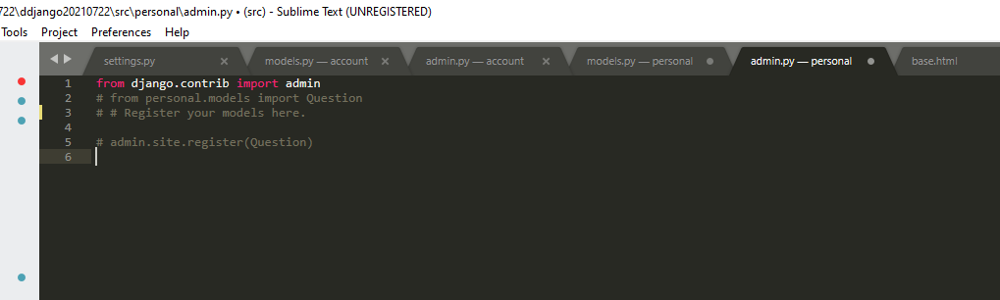 722\ddjango20210722\src\personal\admin.py • (src) - Sublime Text (UNREGISTERED)
Tools Project Preferences Help
settings.py × models.py — account × admin.py — account × models.py — personal admin.py — personal base.html
1 from django.contrib import admin
2 # from personal.models import Question
3 # # Register your models here.
4
5 # admin.site.register(Question)
6